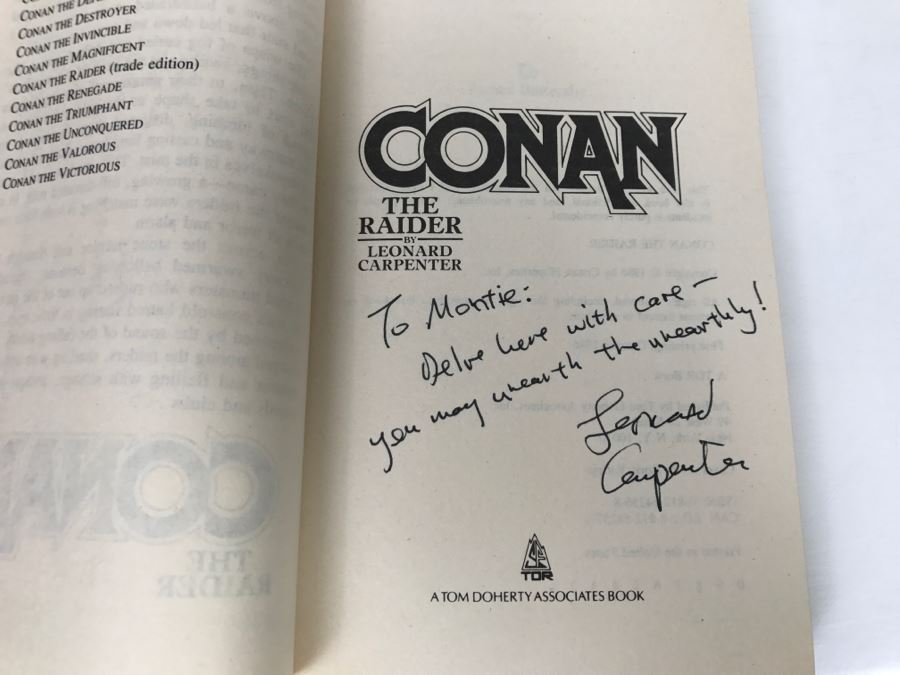 CONAN THE DESTROYER
CONAN THE INVINCIBLE
CONAN THE MAGNIFICENT
CONAN THE RAIDER (trade edition)
CONAN THE RENEGADE
CONAN THE TRIUMPHANT
CONAN THE UNCONQUERED
CONAN THE VALOROUS
CONAN THE VICTORIOUS
CONAN
THE
RAIDER
BY
LEONARD
CARPENTER
To Montie:
Delve here with care-
you may unearth the unearthly!
Leonard
Carpenter
TOR
A TOM DOHERTY ASSOCIATES BOOK